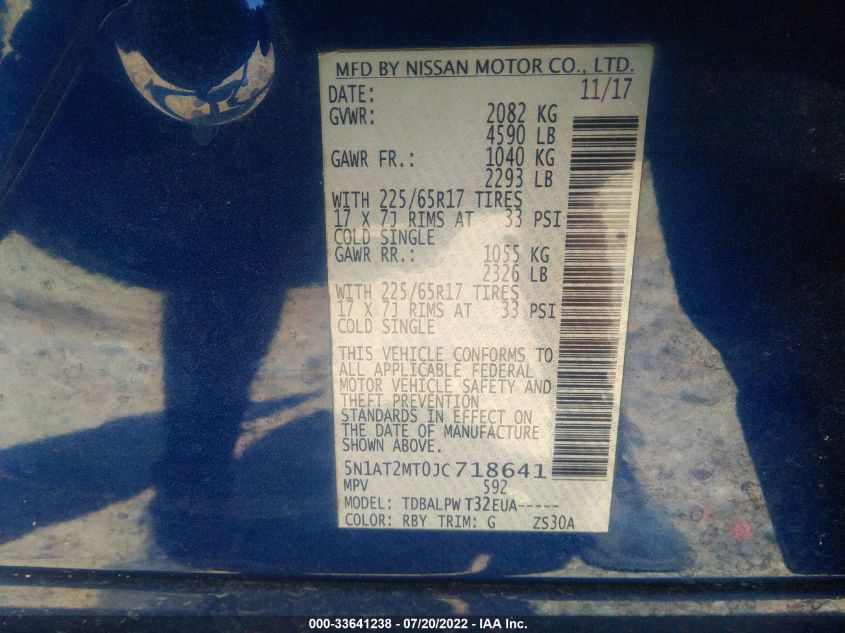 MFD BY NISSAN MOTOR CO., LTD.
DATE: 11/17
GVWR: 2082 KG
4590 LB
GAWR FR.: 1040 KG
2293 LB
WITH 225/65R17 TIRES
17 X 7J RIMS AT 33 PSI
COLD SINGLE
GAWR RR.: 1055 KG
2326 LB
WITH 225/65R17 TIRES
17 X 7J RIMS AT 33 PSI
COLD SINGLE
THIS VEHICLE CONFORMS TO
ALL APPLICABLE FEDERAL
MOTOR VEHICLE SAFETY AND
THEFT PREVENTION
STANDARDS IN EFFECT ON
THE DATE OF MANUFACTURE
SHOWN ABOVE.
5N1AT2MT0JC718641
MPV 592
MODEL: TDBALPW T32EUA-----
COLOR: RBY TRIM: G ZS30A
000-33641238 - 07/20/2022 - IAA Inc.